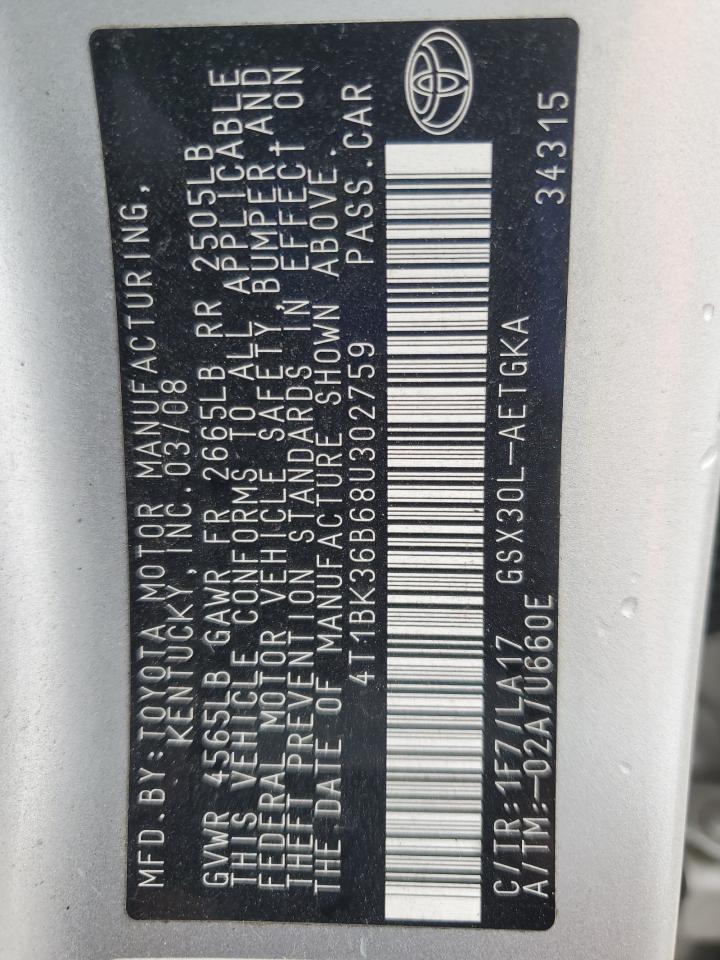 MFD.BY:TOYOTA MOTOR MANUFACTURING,
KENTUCKY,INC.03/08
GVWR 4565LB GAWR FR 2665LB RR 2505LB
THIS VEHICLE CONFORMS TO ALL APPLICABLE
FEDERAL MOTOR VEHICLE SAFETY,BUMPER,AND
THEFT PREVENTION STANDARDS IN EFFECT ON
THE DATE OF MANUFACTURE SHOWN ABOVE.
4T1BK36B68U302759 PASS.CAR
C/TR:1F7/LA17 GSX30L-AETGKA
A/TM:-02A/U660E 34315